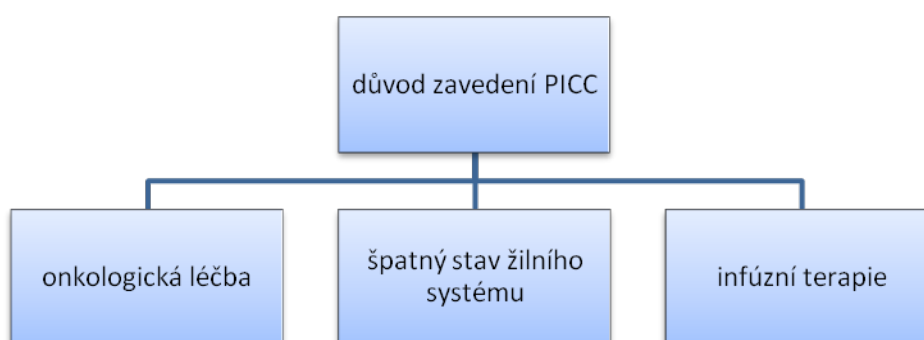 důvod zavedení PICC
onkologická léčba
špatný stav žilního
systému
infúzní terapie